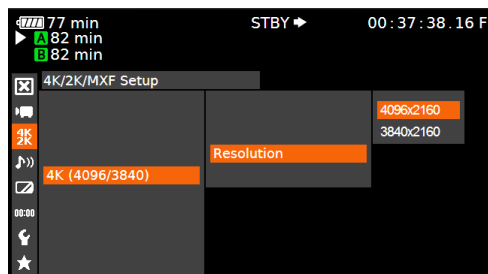 77 min
STBY
00:37:38.16 F
A 82 min
B 82 min
4K/2K/MXF Setup
4K
2K
4096x2160
3840x2160
Resolution
4K (4096/3840)
00:00